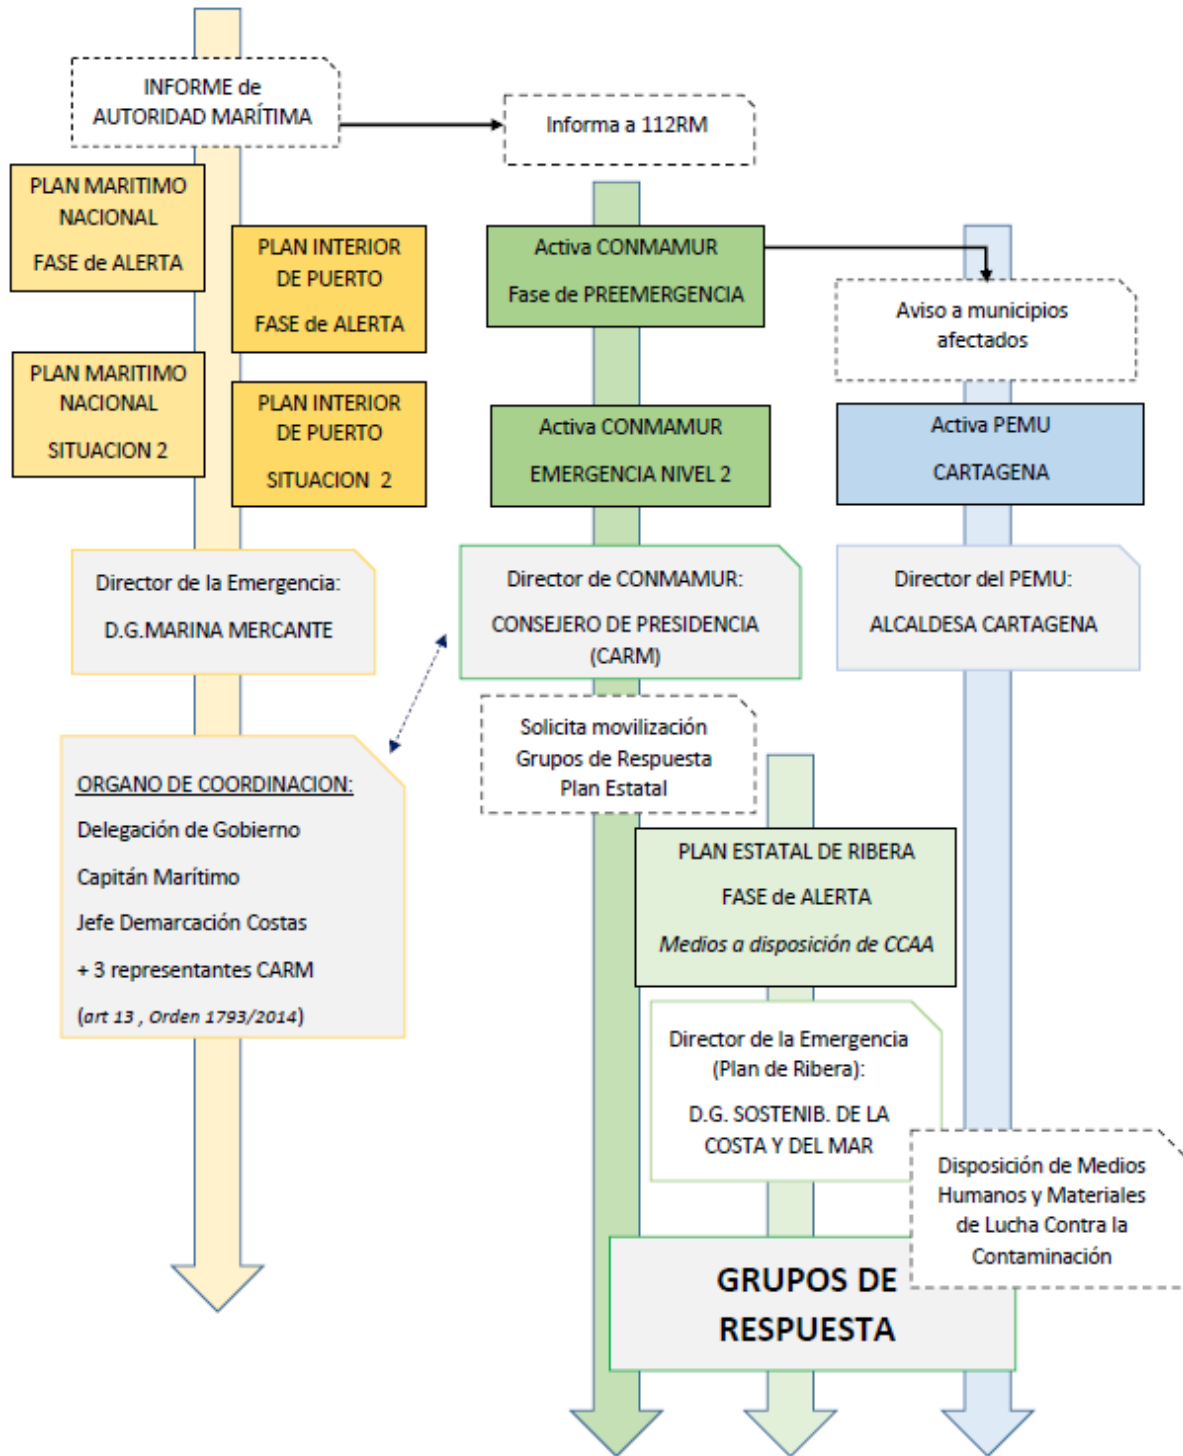 INFORME de
AUTORIDAD MARÍTIMA
Informa a 112RM
PLAN MARITIMO
NACIONAL
FASE de ALERTA
PLAN INTERIOR
DE PUERTO
FASE de ALERTA
Activa CONMAMUR
Fase de PREEMERGENCIA
Aviso a municipios
afectados
PLAN MARITIMO
NACIONAL
SITUACION 2
PLAN INTERIOR
DE PUERTO
SITUACION 2
Activa CONMAMUR
EMERGENCIA NIVEL 2
Activa PEMU
CARTAGENA
Director de la Emergencia:
D.G.MARINA MERCANTE
Director de CONMAMUR:
CONSEJERO DE PRESIDENCIA
(CARM)
Director del PEMU:
ALCALDESA CARTAGENA
Solicita movilización
Grupos de Respuesta
Plan Estatal
ORGANO DE COORDINACION:
Delegación de Gobierno
Capitán Marítimo
Jefe Demarcación Costas
+ 3 representantes CARM
(art 13 , Orden 1793/2014)
PLAN ESTATAL DE RIBERA
FASE de ALERTA
Medios a disposición de CCAA
Director de la Emergencia
(Plan de Ribera):
D.G. SOSTENIB. DE LA
COSTA Y DEL MAR
Disposición de Medios
Humanos y Materiales
de Lucha Contra la
Contaminación
GRUPOS DE
RESPUESTA